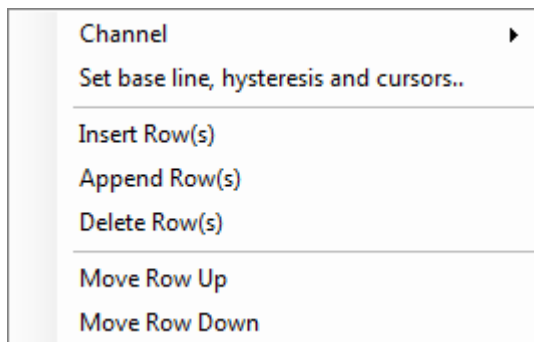 Channel
Set base line, hysteresis and cursors..
Insert Row(s)
Append Row(s)
Delete Row(s)
Move Row Up
Move Row Down